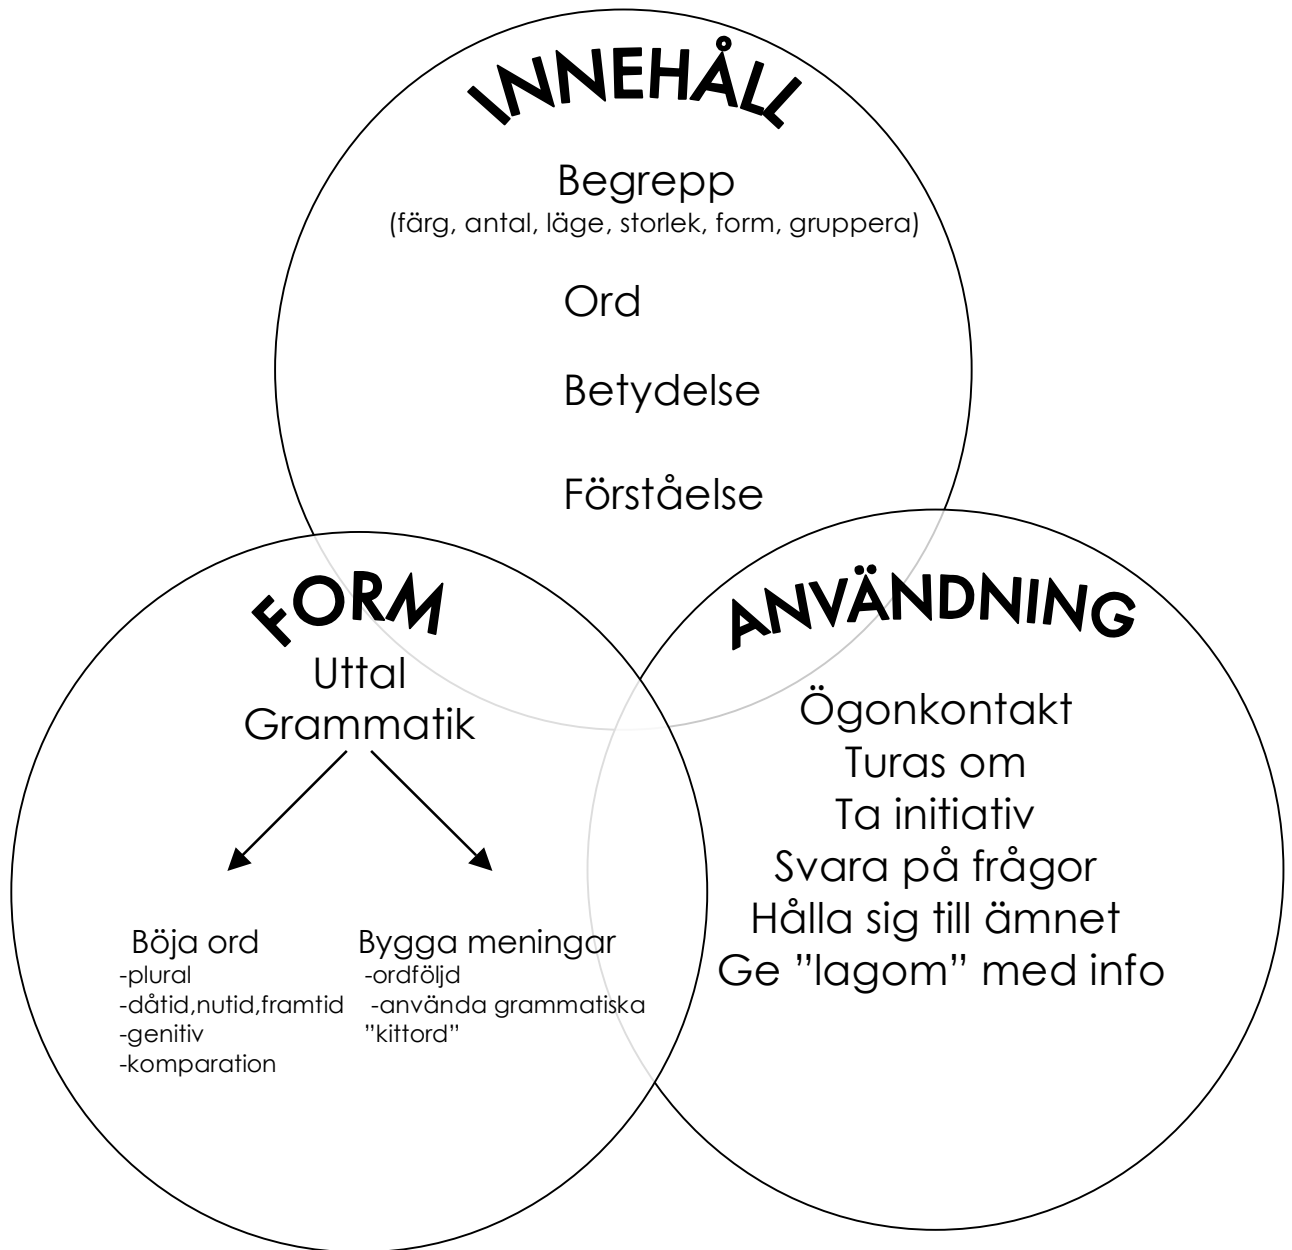 INNEHÅLL
Begrepp
(färg, antal, läge, storlek, form, gruppera)
Ord
Betydelse
Förståelse
FORM
Uttal
Grammatik
Böja ord
-plural
-dåtid,nutid,framtid
-genitiv
-komparation
Bygga meningar
-ordföljd
-använda grammatiska
”kittord”
ANVÄNDNING
Ögonkontakt
Turas om
Ta initiativ
Svara på frågor
Hålla sig till ämnet
Ge ”lagom” med info